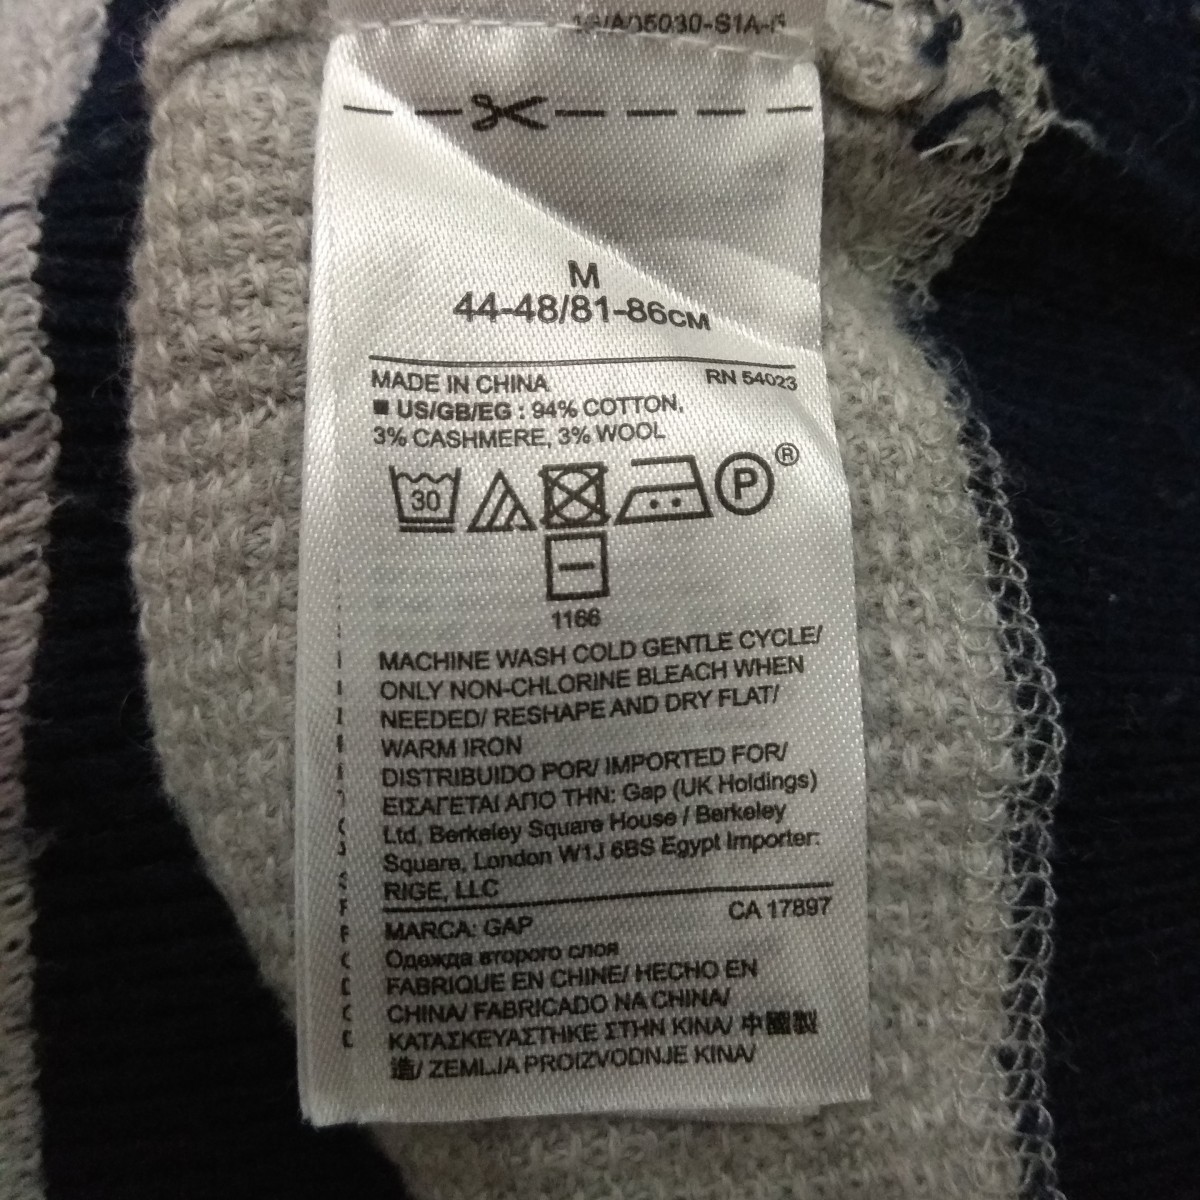 M
44-48/81-86CM
MADE IN CHINA RN 54023
■ US/GB/EG : 94% COTTON,
3% CASHMERE, 3% WOOL
30 P ®
1166
MACHINE WASH COLD GENTLE CYCLE/
ONLY NON-CHLORINE BLEACH WHEN
NEEDED/ RESHAPE AND DRY FLAT/
WARM IRON
DISTRIBUIDO POR/ IMPORTED FOR/
ΕΙΣΑΓΕΤΑΙ ΑΠΟ ΤΗΝ: Gap (UK Holdings)
Ltd, Berkeley Square House / Berkeley
Square, London W1J 6BS Egypt Importer:
RIGE, LLC
CA 17897
MARCA: GAP
Одежда второго слоя
FABRIQUE EN CHINE/ HECHO EN
CHINA/ FABRICADO NA CHINA/
ΚΑΤΑΣΚΕΥΑΣΤΗΚΕ ΣΤΗΝ ΚΙΝΑ/ 中國製
造/ ZEMLJA PROIZVODNJE KINA/